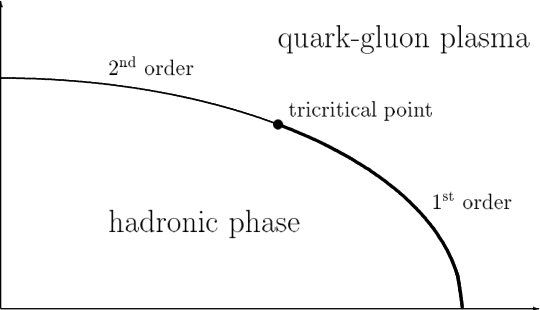 quark-gluon plasma
2nd order
tricritical point
1st order
hadronic phase